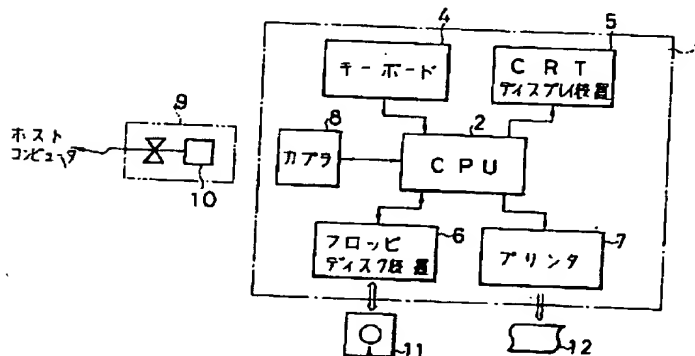 4
5
キーボード
CRT
ディスプレイ装置
9
ホスト
コンピュータ
8
2
カプラ
CPU
10
フロッピ
ディスク装置
6
プリンタ
7
11
12